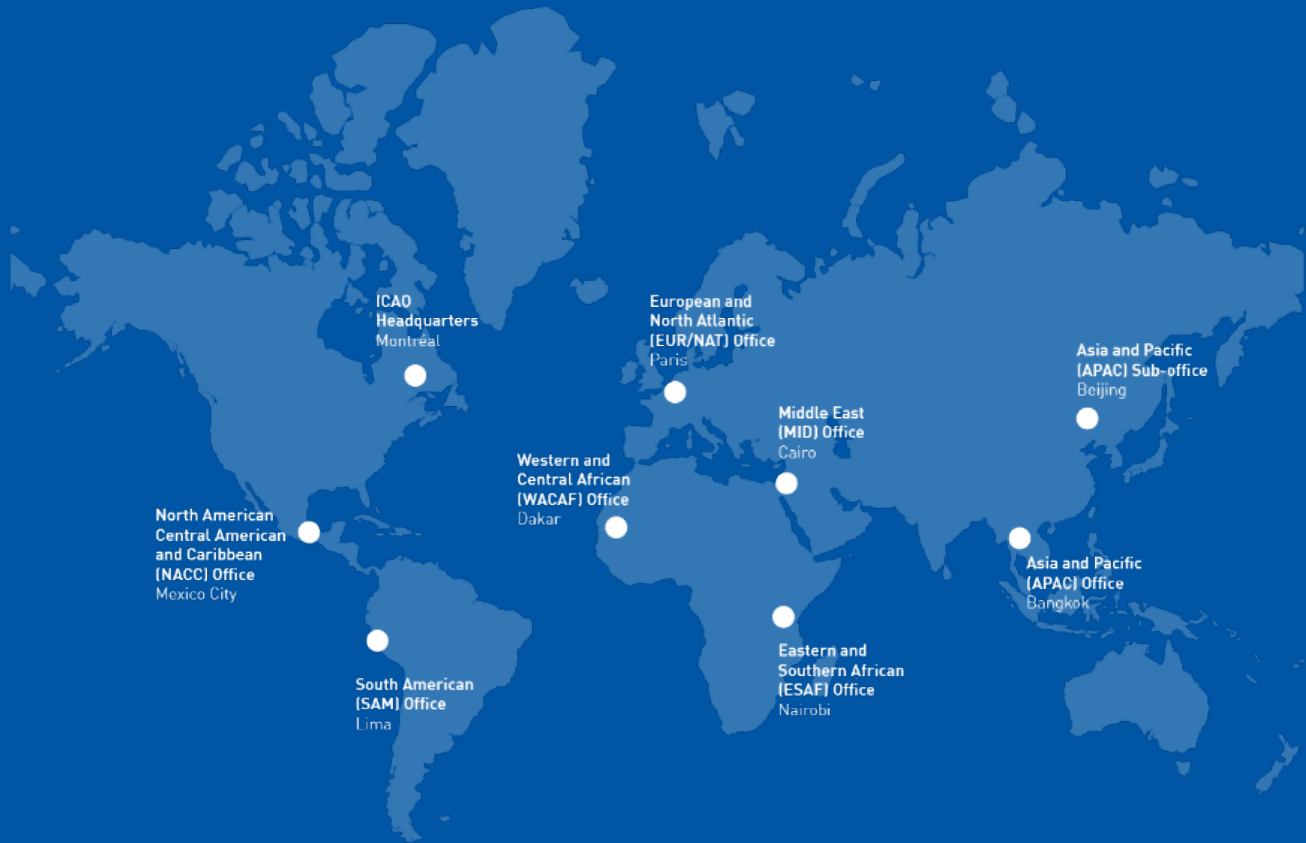 ICAO
Headquarters
Montréal
European and
North Atlantic
(EUR/NAT) Office
Paris
Asia and Pacific
(APAC) Sub-office
Beijing
Middle East
(MID) Office
Cairo
Western and
Central African
(WACAF) Office
Dakar
North American
Central American
and Caribbean
(NACC) Office
Mexico City
Asia and Pacific
(APAC) Office
Bangkok
Eastern and
Southern African
(ESAF) Office
Nairobi
South American
(SAM) Office
Lima